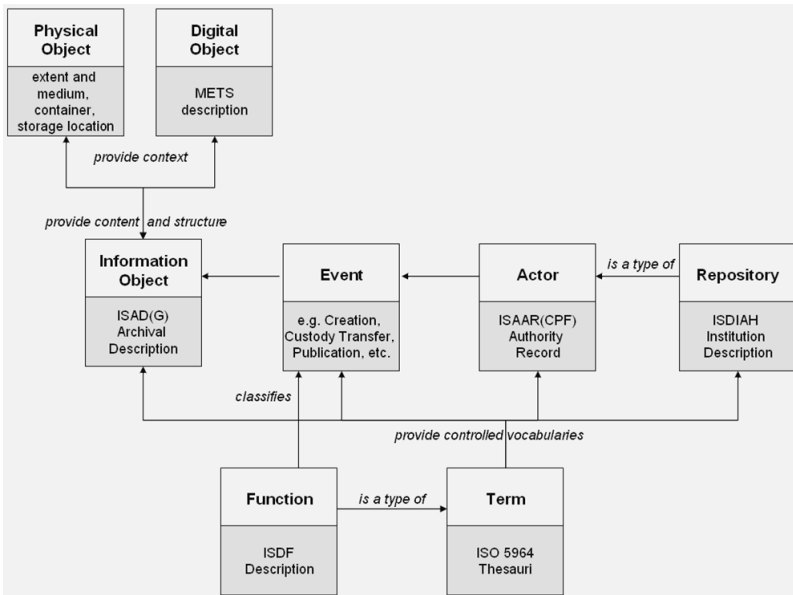 Physical
Object
extent and
medium,
container,
storage location
Digital
Object
METS
description
provide context
provide content and structure
Information
Object
ISAD(G)
Archival
Description
Event
e.g. Creation,
Custody Transfer,
Publication, etc.
Actor
ISAAR(CPF)
Authority
Record
is a type of
Repository
ISDIAH
Institution
Description
classifies
provide controlled vocabularies
Function
ISDF
Description
is a type of
Term
ISO 5964
Thesauri